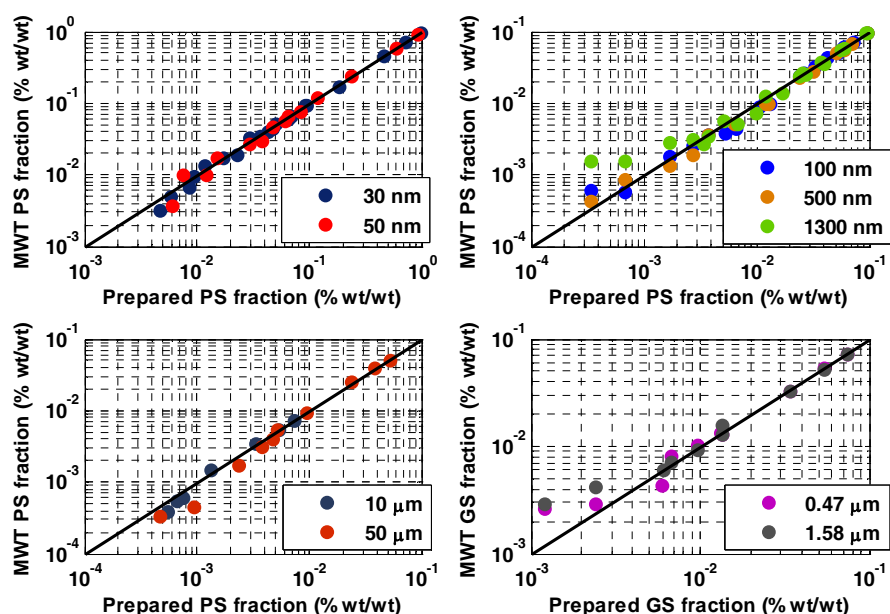 10^0
10^-1
10^-2
10^-3
MWT PS fraction (% wt/wt)
30 nm
50 nm
10^-3 10^-2 10^-1 10^0
Prepared PS fraction (% wt/wt)
10^-1
10^-2
10^-3
10^-4
MWT PS fraction (% wt/wt)
100 nm
500 nm
1300 nm
10^-4 10^-3 10^-2 10^-1
Prepared PS fraction (% wt/wt)
10^-1
10^-2
10^-3
10^-4
MWT PS fraction (% wt/wt)
10 μm
50 μm
10^-4 10^-3 10^-2 10^-1
Prepared PS fraction (% wt/wt)
10^-1
10^-2
10^-3
MWT GS fraction (% wt/wt)
0.47 μm
1.58 μm
10^-3 10^-2 10^-1
Prepared GS fraction (% wt/wt)